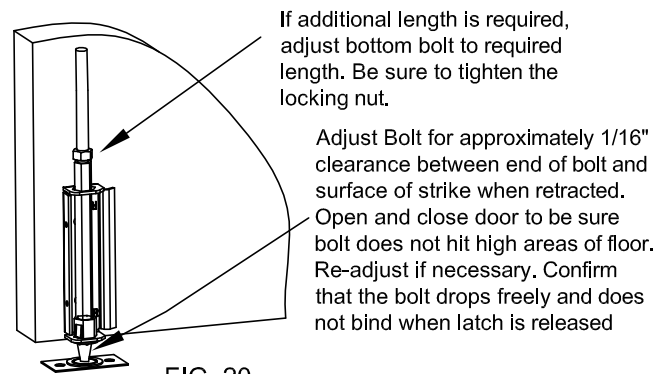 If additional length is required,
adjust bottom bolt to required
length. Be sure to tighten the
locking nut.
Adjust Bolt for approximately 1/16"
clearance between end of bolt and
surface of strike when retracted.
Open and close door to be sure
bolt does not hit high areas of floor.
Re-adjust if necessary. Confirm
that the bolt drops freely and does
not bind when latch is released